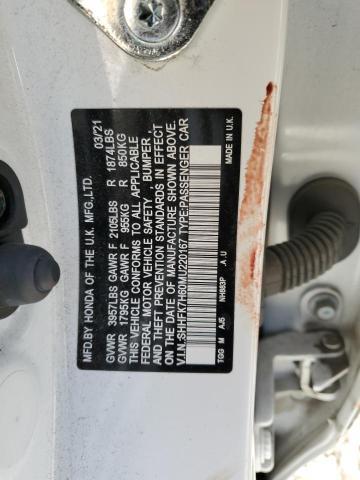 MFD.BY HONDA OF THE U.K. MFG.,LTD. 03/21
GVWR 3957LBS GAWR F 2105LBS R 1874LBS
GVWR 1795KG GAWR F 955KG R 850KG
THIS VEHICLE CONFORMS TO ALL APPLICABLE
FEDERAL MOTOR VEHICLE SAFETY , BUMPER ,
AND THEFT PREVENTION STANDARDS IN EFFECT
ON THE DATE OF MANUFACTURE SHOWN ABOVE.
V.I.N.:SHHFK7H60MU220167 TYPE:PASSENGER CAR
TGG M AJ5 NH883P A U MADE IN U.K.